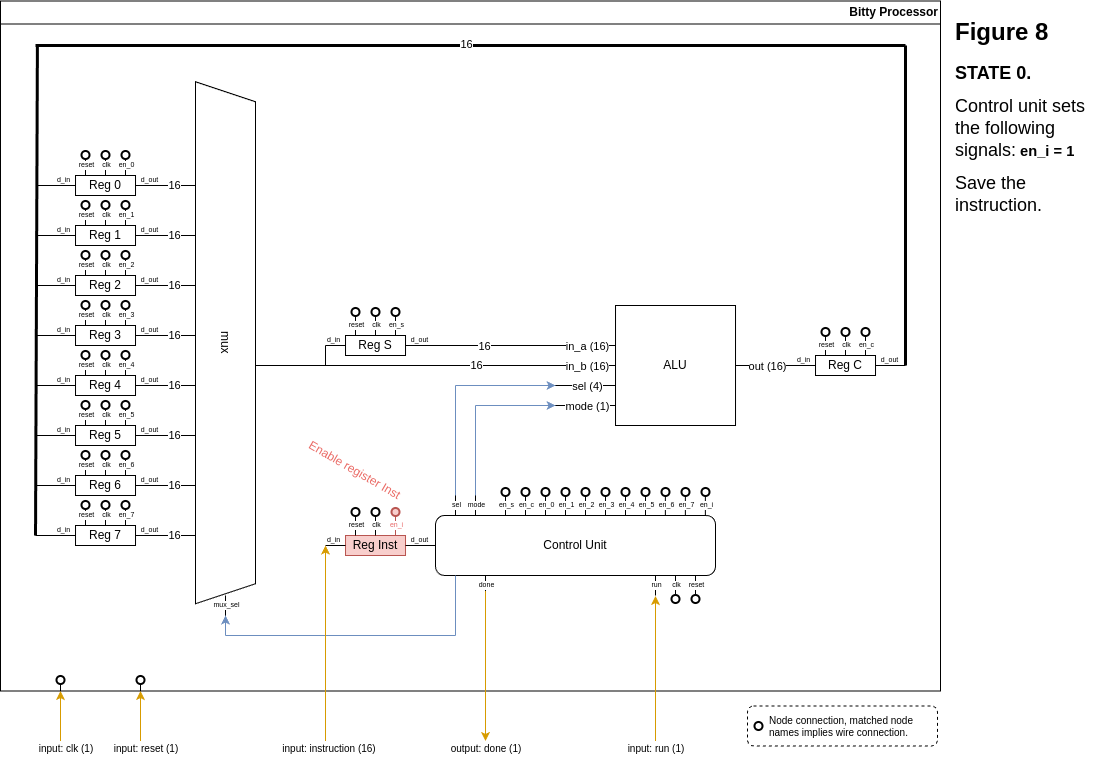 Bitty Processor
Figure 8
STATE 0.
Control unit sets
the following
signals: en_i = 1
Save the
instruction.
16
reset clk en_0
d_in Reg 0 d_out 16
reset clk en_1
d_in Reg 1 d_out 16
reset clk en_2
d_in Reg 2 d_out 16
reset clk en_3
d_in Reg 3 d_out 16
reset clk en_4
d_in Reg 4 d_out 16
reset clk en_5
d_in Reg 5 d_out 16
reset clk en_6
d_in Reg 6 d_out 16
reset clk en_7
d_in Reg 7 d_out 16
mux
mux_sel
reset clk en_s
d_in Reg S d_out 16
16
in_a (16)
in_b (16)
sel (4)
mode (1)
ALU
out (16)
reset clk en_c
d_in Reg C d_out
Enable register Inst
reset clk en_i
d_in Reg Inst d_out
sel mode en_s en_c en_0 en_1 en_2 en_3 en_4 en_5 en_6 en_7 en_i
Control Unit
done run clk reset
input: clk (1)
input: reset (1)
input: instruction (16)
output: done (1)
input: run (1)
Node connection, matched node
names implies wire connection.